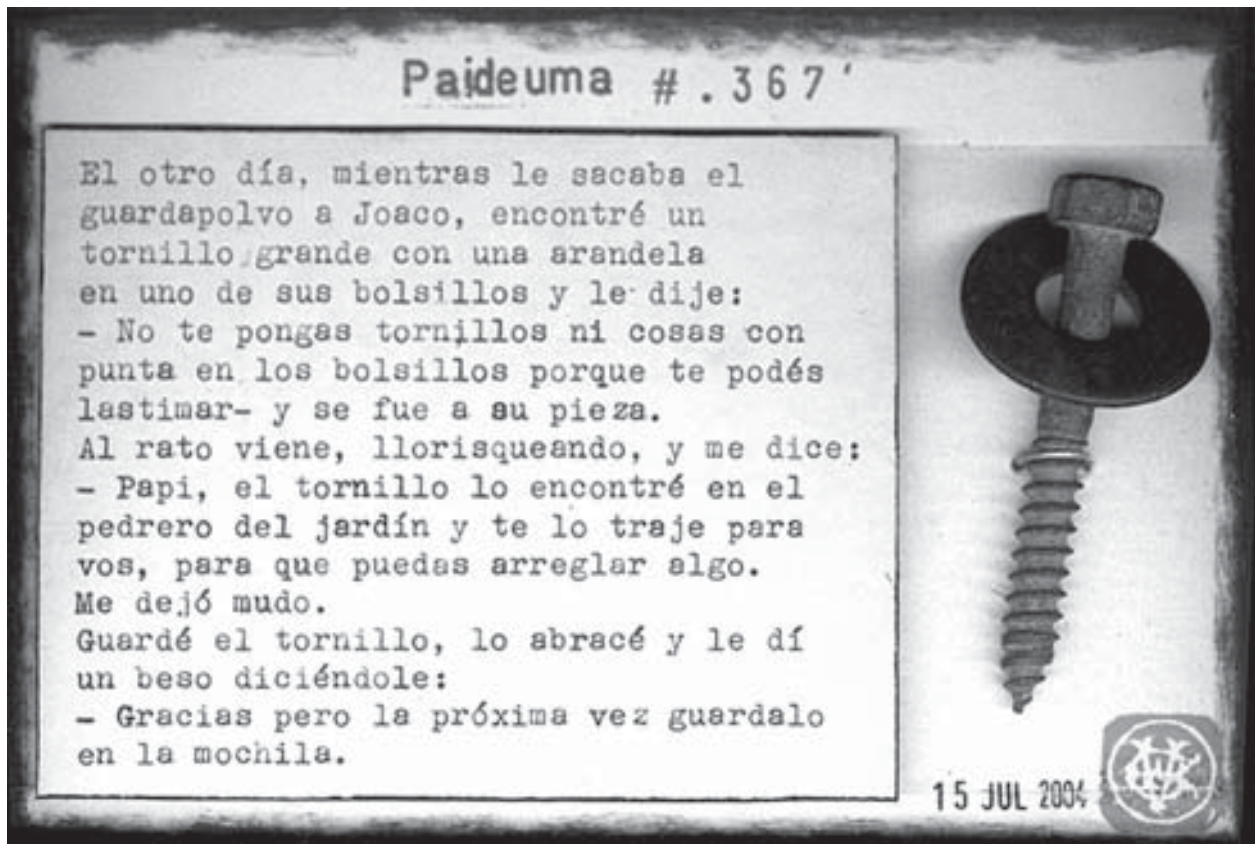 Paideuma #.367'
El otro día, mientras le sacaba el
guardapolvo a Joaco, encontré un
tornillo grande con una arandela
en uno de sus bolsillos y le dije:
- No te pongas tornillos ni cosas con
punta en los bolsillos porque te podés
lastimar- y se fue a su pieza.
Al rato viene, llorisqueando, y me dice:
- Papi, el tornillo lo encontré en el
pedrero del jardín y te lo traje para
vos, para que puedas arreglar algo.
Me dejó mudo.
Guardé el tornillo, lo abracé y le dí
un beso diciéndole:
- Gracias pero la próxima vez guardalo
en la mochila.
15 JUL 2004